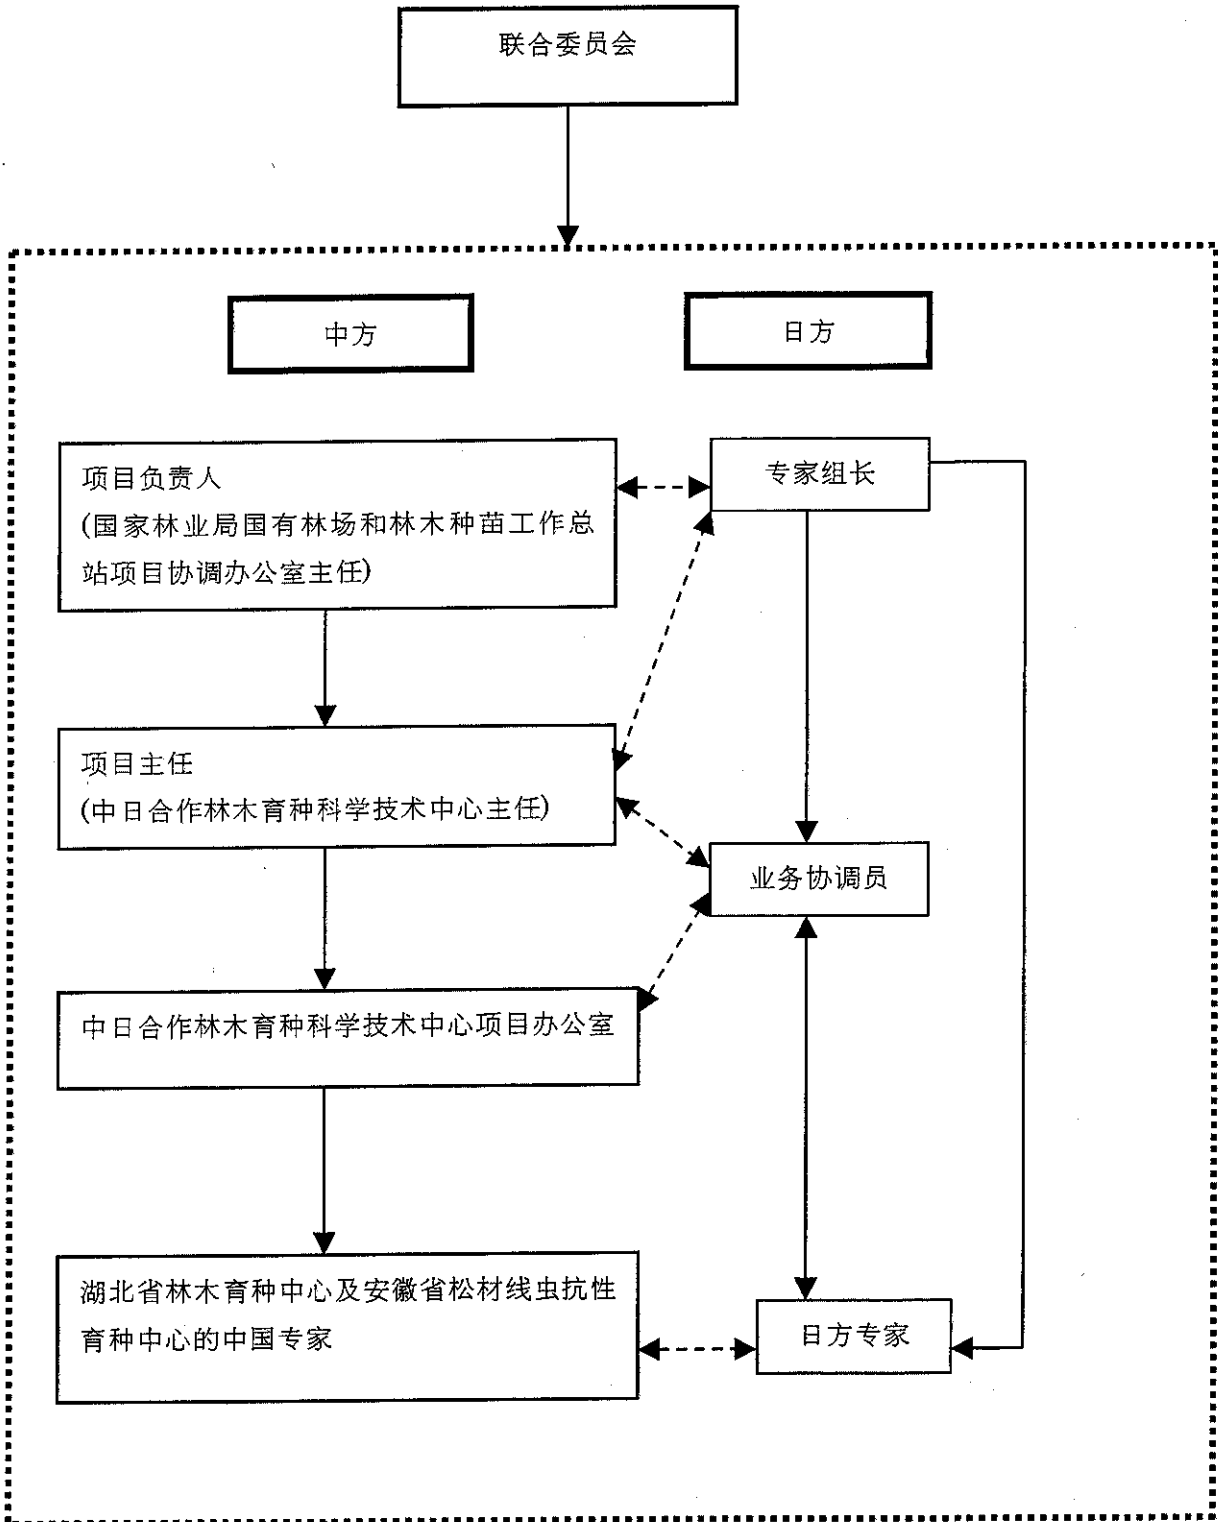 联合委员会
中方
日方
项目负责人
(国家林业局国有林场和林木种苗工作总
站项目协调办公室主任)
专家组长
项目主任
(中日合作林木育种科学技术中心主任)
业务协调员
中日合作林木育种科学技术中心项目办公室
湖北省林木育种中心及安徽省松材线虫抗性
育种中心的中国专家
日方专家